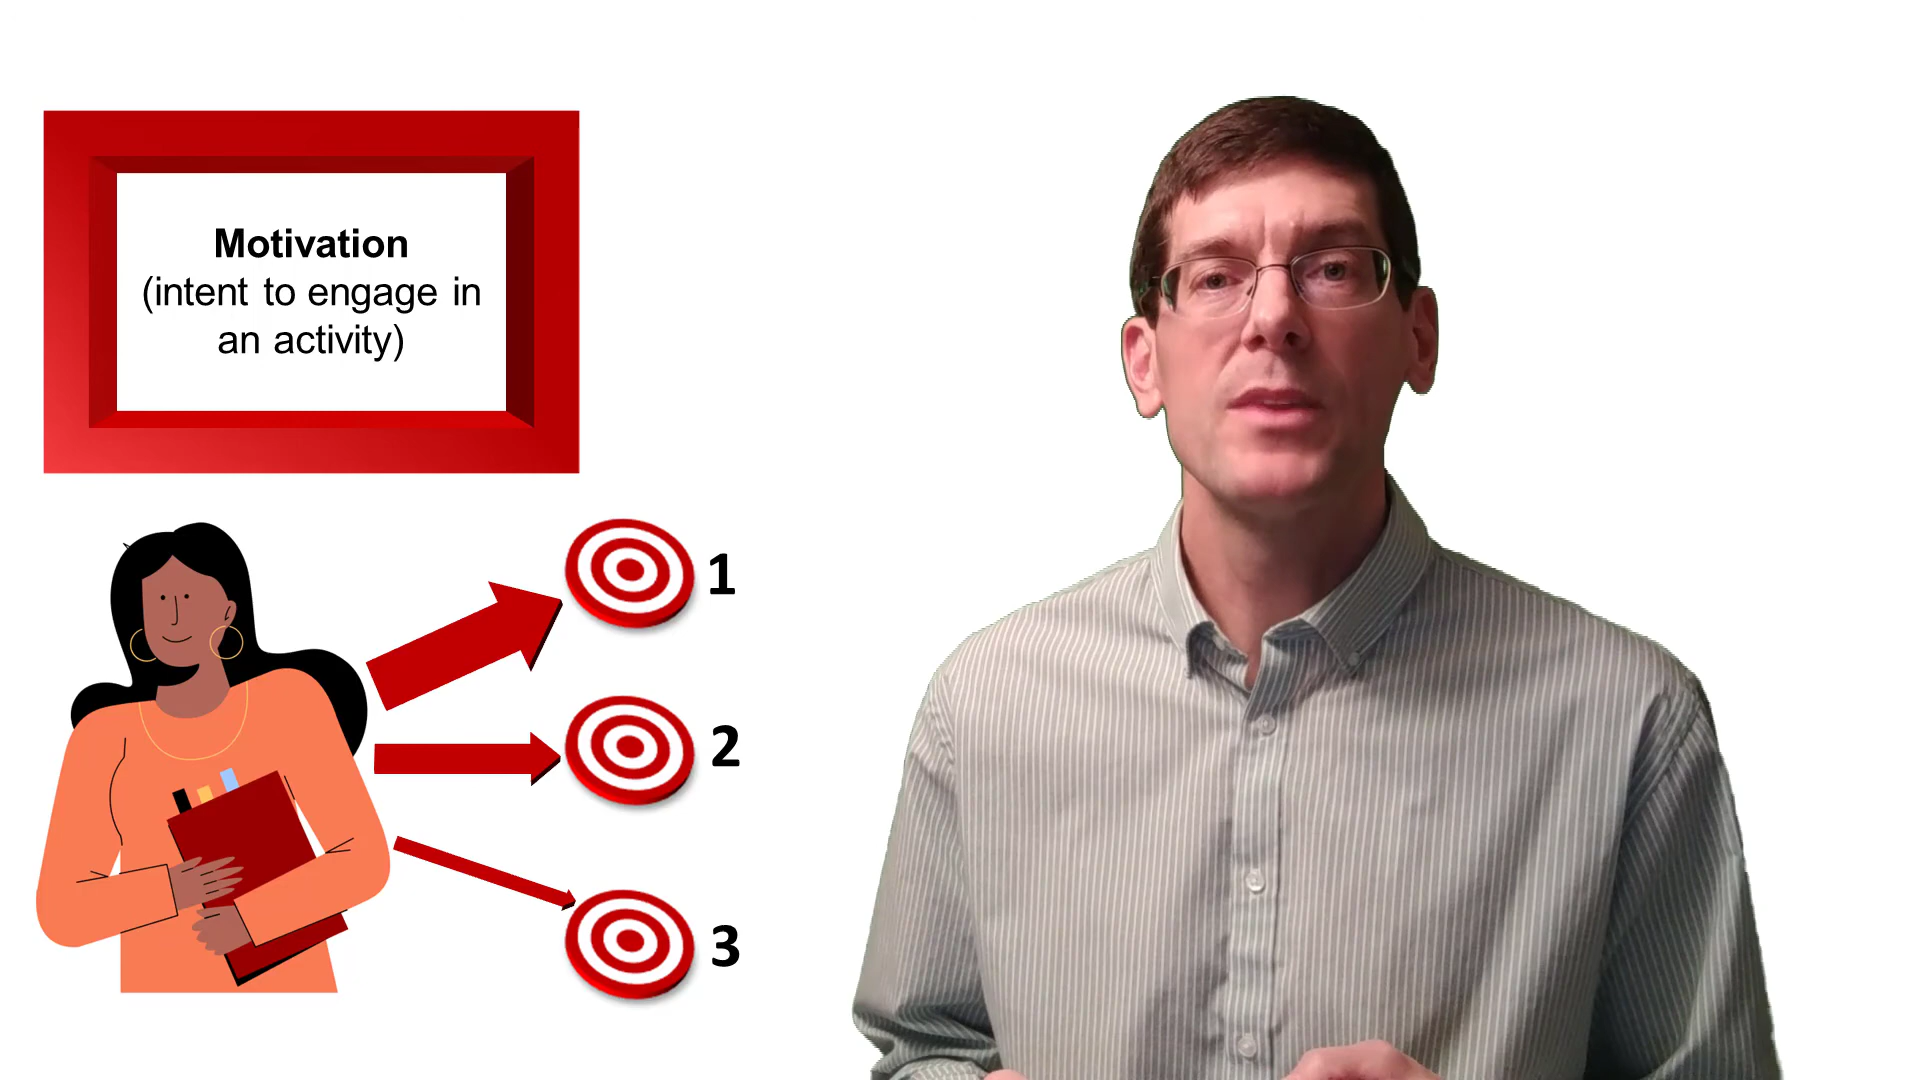 Motivation
(intent to engage in
an activity)
1
2
3